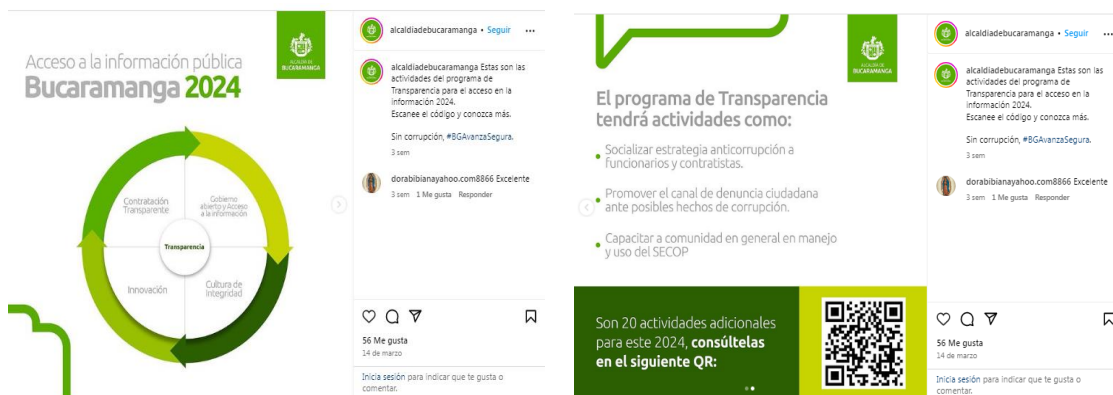 Acceso a la información pública
Bucaramanga 2024
ALCALDÍA DE
BUCARAMANGA
Contratación
Transparente
Gobierno
abierto y Acceso
a la información
Transparencia
Innovación
Cultura de
Integridad
alcaldiadebucaramanga • Seguir
alcaldiadebucaramanga Estas son las
actividades del programa de
Transparencia para el acceso en la
información 2024.
Escanee el código y conozca más.
Sin corrupción, #BGAvanzaSegura.
3 sem
dorabibianayahoo.com8866 Excelente
3 sem 1 Me gusta Responder
56 Me gusta
14 de marzo
Inicia sesión para indicar que te gusta o
comentar.
ALCALDÍA DE
BUCARAMANGA
El programa de Transparencia
tendrá actividades como:
• Socializar estrategia anticorrupción a
funcionarios y contratistas.
• Promover el canal de denuncia ciudadana
ante posibles hechos de corrupción.
• Capacitar a comunidad en general en manejo
y uso del SECOP
Son 20 actividades adicionales
para este 2024, consúltelas
en el siguiente QR:
alcaldiadebucaramanga • Seguir
alcaldiadebucaramanga Estas son las
actividades del programa de
Transparencia para el acceso en la
información 2024.
Escanee el código y conozca más.
Sin corrupción, #BGAvanzaSegura.
3 sem
dorabibianayahoo.com8866 Excelente
3 sem 1 Me gusta Responder
56 Me gusta
14 de marzo
Inicia sesión para indicar que te gusta o
comentar.